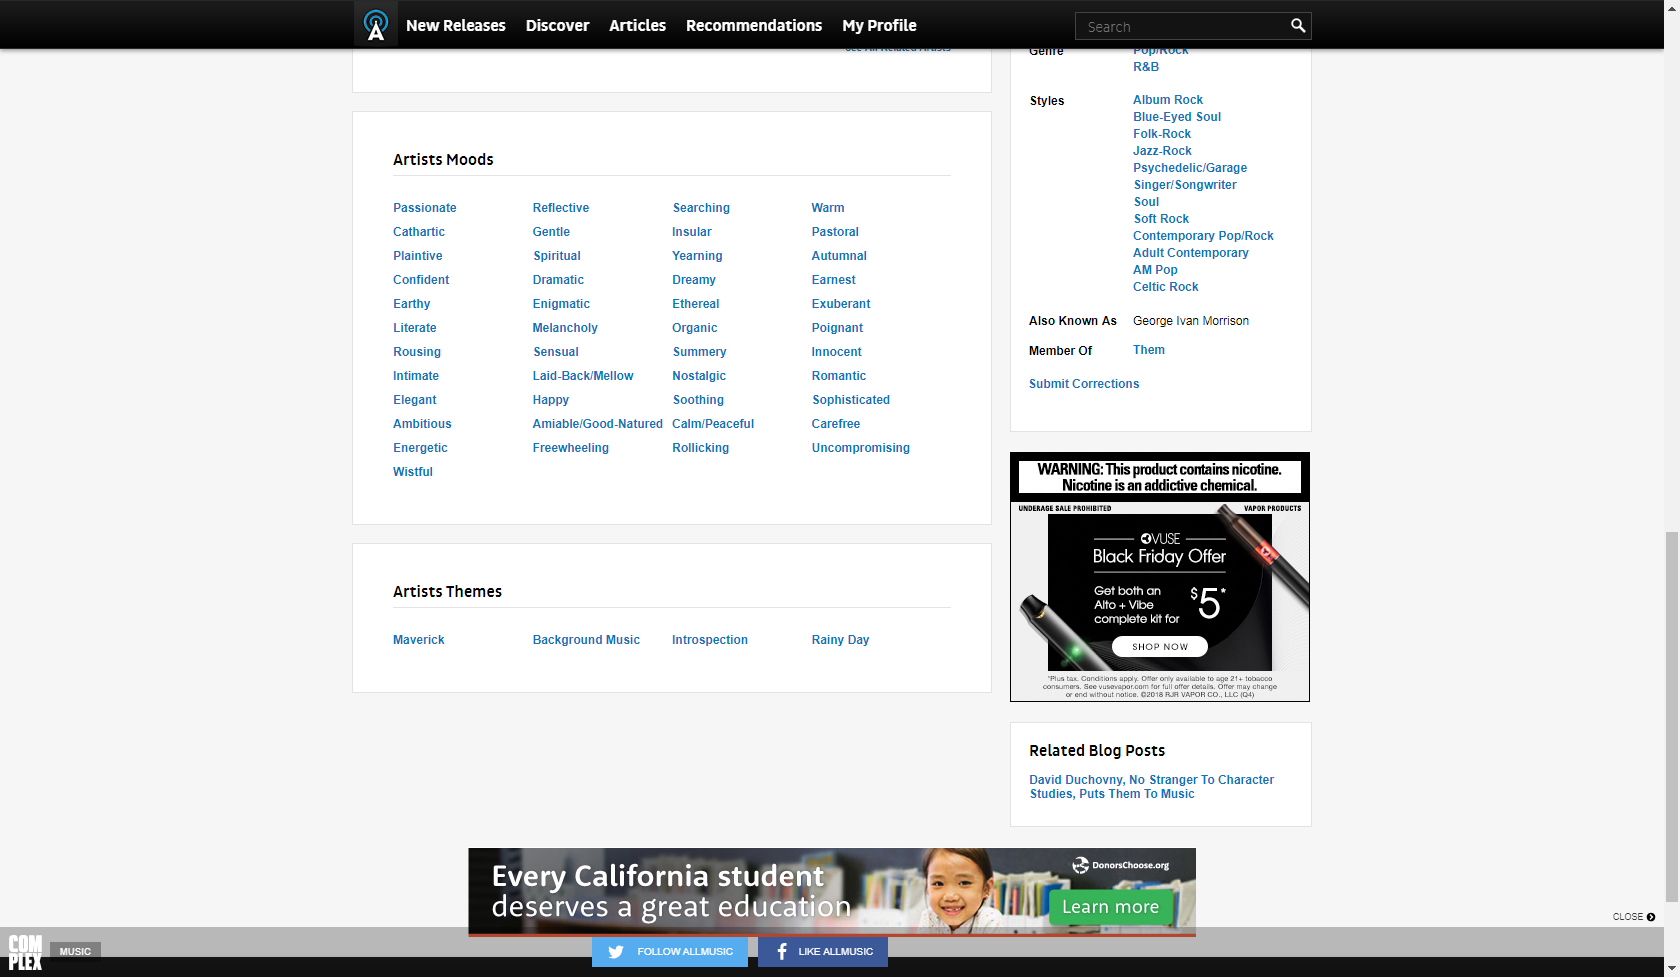 New Releases Discover Articles Recommendations My Profile Search
See All Related Artists
Artists Moods
Passionate Reflective Searching Warm
Cathartic Gentle Insular Pastoral
Plaintive Spiritual Yearning Autumnal
Confident Dramatic Dreamy Earnest
Earthy Enigmatic Ethereal Exuberant
Literate Melancholy Organic Poignant
Rousing Sensual Summery Innocent
Intimate Laid-Back/Mellow Nostalgic Romantic
Elegant Happy Soothing Sophisticated
Ambitious Amiable/Good-Natured Calm/Peaceful Carefree
Energetic Freewheeling Rollicking Uncompromising
Wistful
Artists Themes
Maverick Background Music Introspection Rainy Day
Genre Pop/Rock
R&B
Styles Album Rock
Blue-Eyed Soul
Folk-Rock
Jazz-Rock
Psychedelic/Garage
Singer/Songwriter
Soul
Soft Rock
Contemporary Pop/Rock
Adult Contemporary
AM Pop
Celtic Rock
Also Known As George Ivan Morrison
Member Of Them
Submit Corrections
WARNING: This product contains nicotine.
Nicotine is an addictive chemical.
UNDERAGE SALE PROHIBITED VAPOR PRODUCTS
VUSE
Black Friday Offer
Get both an
Alto + Vibe
complete kit for
$5*
SHOP NOW
*Plus tax. Conditions apply. Offer only available to age 21+ tobacco
consumers. See vusevapor.com for full offer details. Offer may change
or end without notice. ©2018 RJR VAPOR CO., LLC (Q4)
Related Blog Posts
David Duchovny, No Stranger To Character
Studies, Puts Them To Music
Every California student
deserves a great education
DonorsChoose.org
Learn more
CLOSE
COM
PLEX
MUSIC
FOLLOW ALLMUSIC LIKE ALLMUSIC